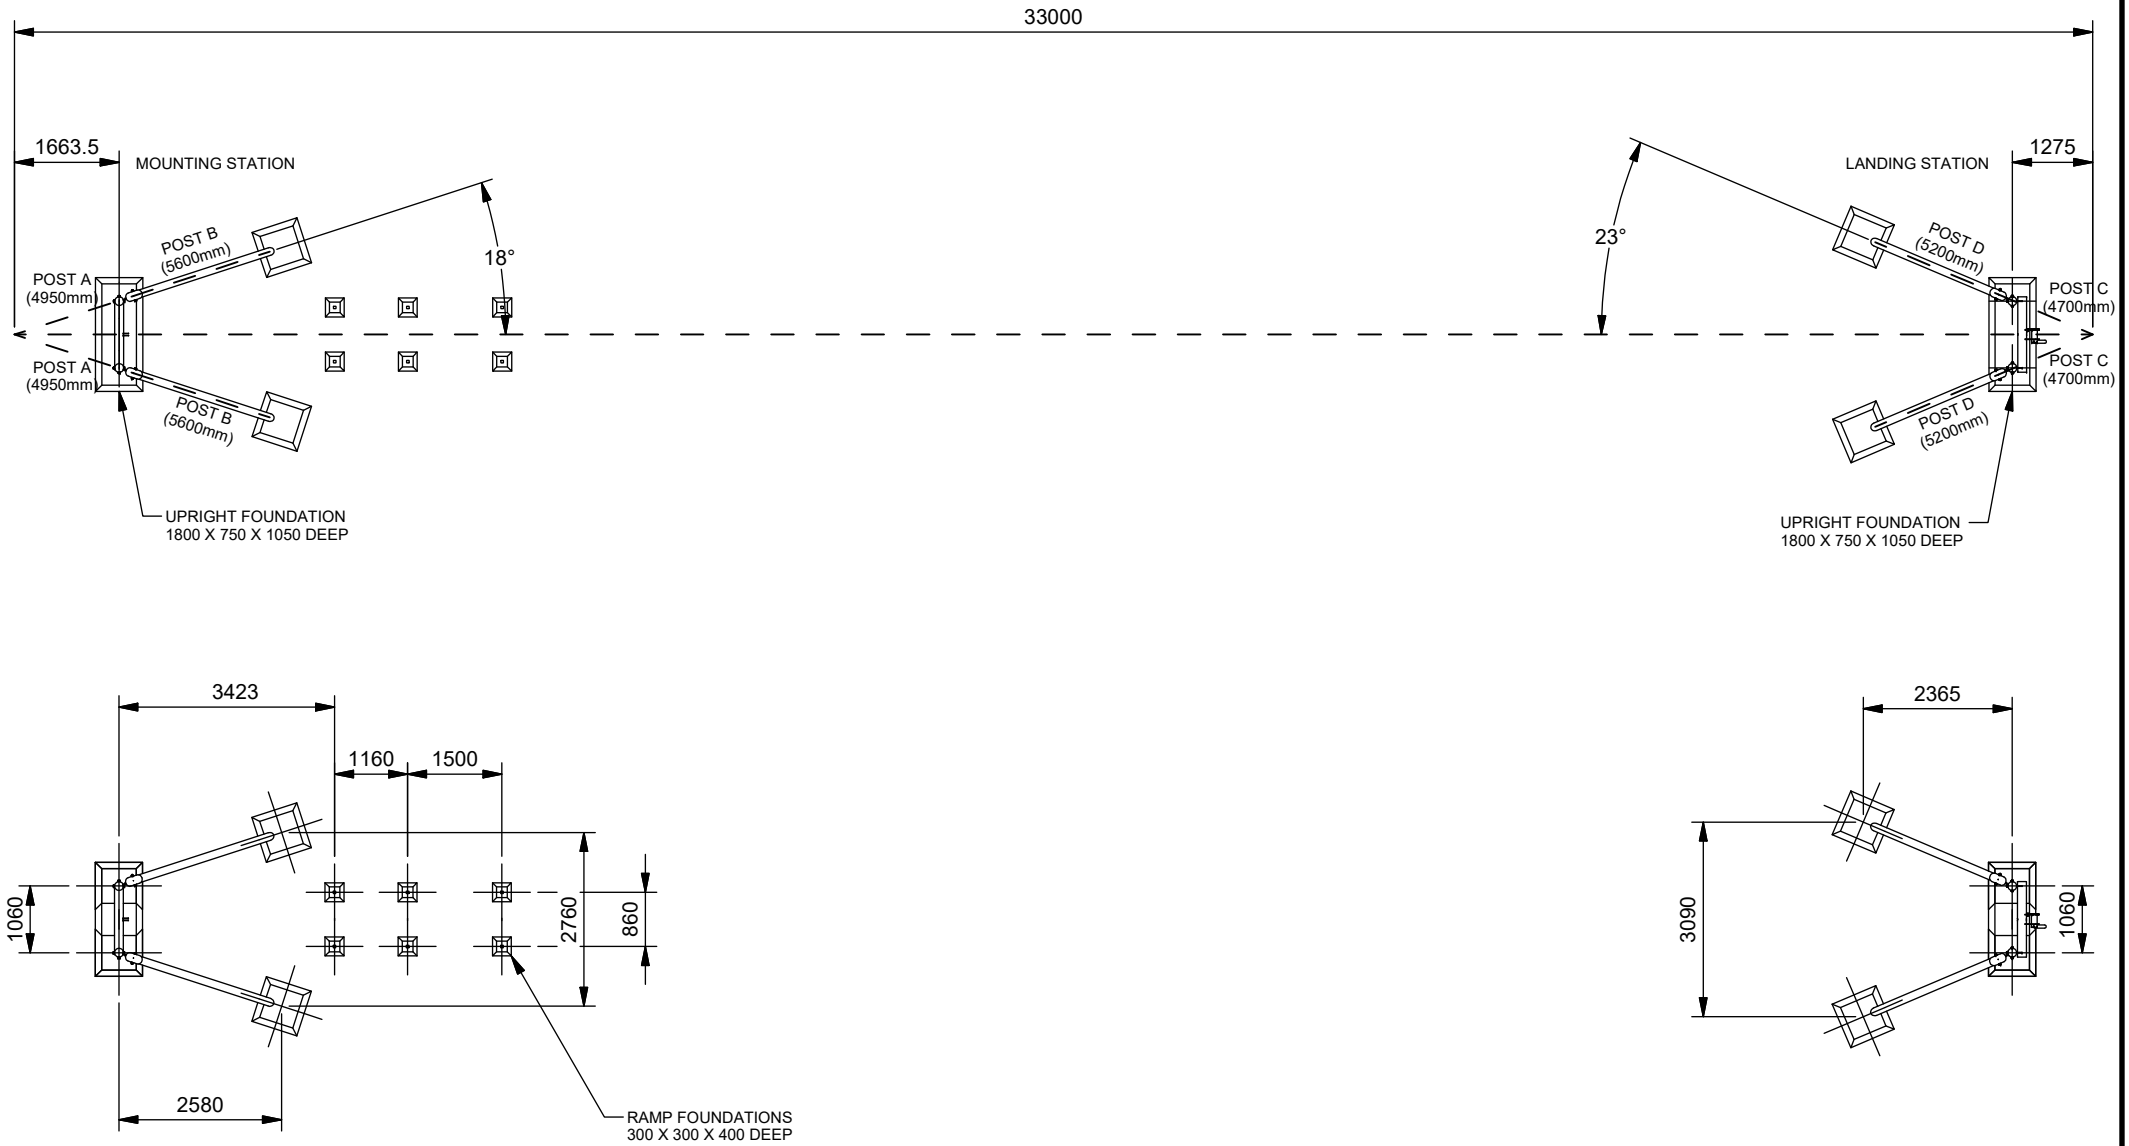 33000
1663.5
MOUNTING STATION
LANDING STATION
1275
POST B
(5600mm)
18°
23°
POST D
(5200mm)
POST A
(4950mm)
POST C
(4700mm)
POST A
(4950mm)
POST C
(4700mm)
POST B
(5600mm)
POST D
(5200mm)
UPRIGHT FOUNDATION
1800 X 750 X 1050 DEEP
UPRIGHT FOUNDATION
1800 X 750 X 1050 DEEP
3423
2365
1160
1500
1060
2760
860
3090
1060
2580
RAMP FOUNDATIONS
300 X 300 X 400 DEEP